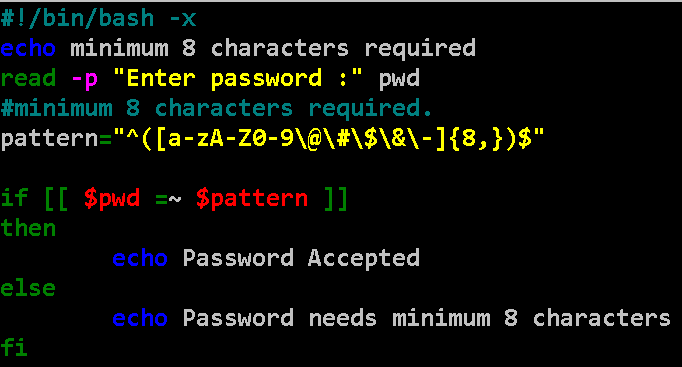 #!/bin/bash -x
echo minimum 8 characters required
read -p "Enter password :" pwd
#minimum 8 characters required.
pattern="^([a-zA-Z0-9\@\#\$\&\-]{8,})$"
if [[ $pwd =~ $pattern ]]
then
echo Password Accepted
else
echo Password needs minimum 8 characters
fi